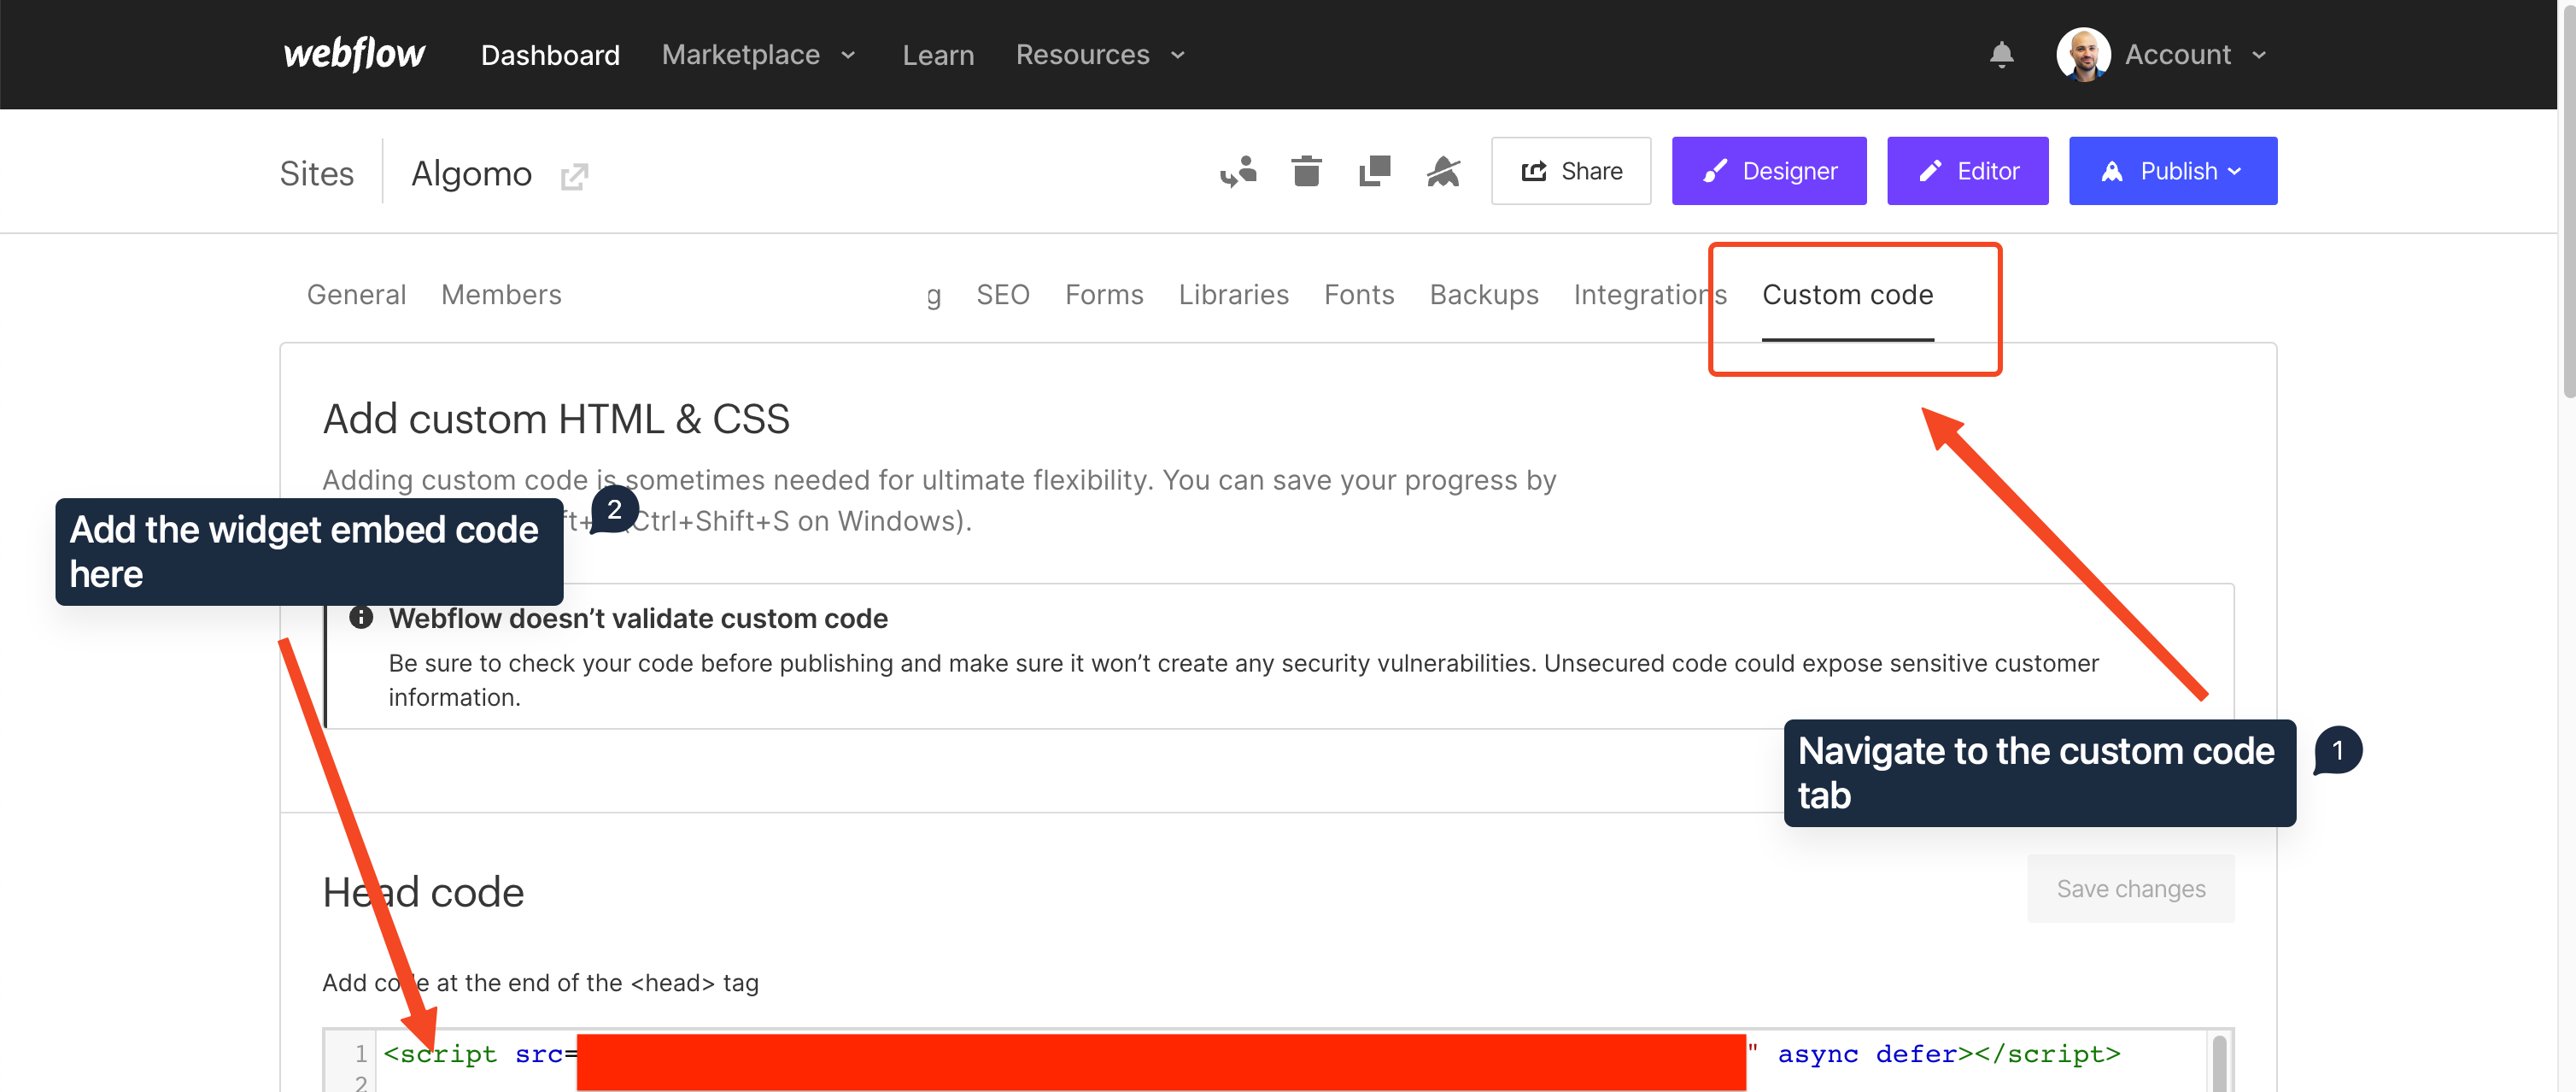 webflow Dashboard Marketplace Learn Resources Account
Sites Algomo Share Designer Editor Publish
General Members g SEO Forms Libraries Fonts Backups Integrations Custom code
Add custom HTML & CSS
Adding custom code is sometimes needed for ultimate flexibility. You can save your progress by
ft+ Ctrl+Shift+S on Windows).
Add the widget embed code
here
2
Webflow doesn’t validate custom code
Be sure to check your code before publishing and make sure it won’t create any security vulnerabilities. Unsecured code could expose sensitive customer
information.
Navigate to the custom code
tab
1
Head code
Save changes
Add code at the end of the <head> tag
1 <script src= " async defer></script>
2